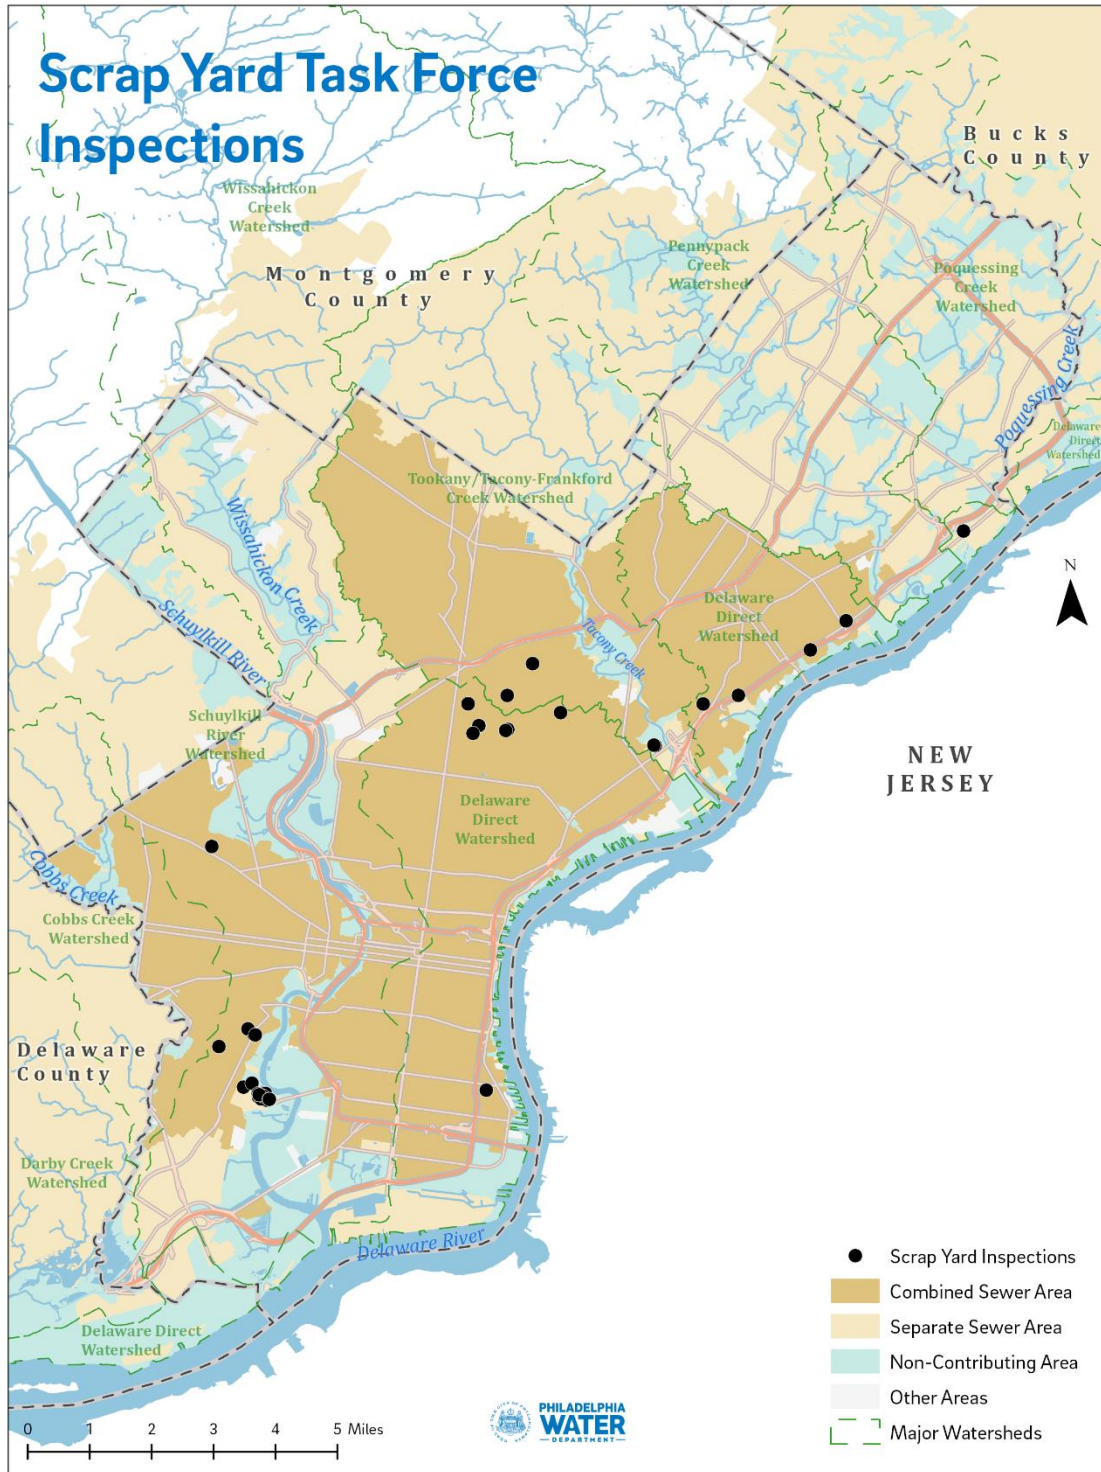 Scrap Yard Task Force
Inspections
Bucks
County
Wissahickon
Creek
Watershed
Montgomery
County
Pennypack
Creek
Watershed
Poquessing
Creek
Watershed
Poquessing Creek
Delaware
Direct
Watershed
Tookany/Tacony-Frankford
Creek Watershed
Wissahickon Creek
Schuylkill River
Tacony Creek
Delaware
Direct
Watershed
N
Schuylkill
River
Watershed
NEW
JERSEY
Delaware
Direct
Watershed
Cobbs Creek
Cobbs Creek
Watershed
Delaware
County
Darby Creek
Watershed
Delaware River
Delaware Direct
Watershed
Scrap Yard Inspections
Combined Sewer Area
Separate Sewer Area
Non-Contributing Area
Other Areas
Major Watersheds
PHILADELPHIA
WATER
DEPARTMENT
0 1 2 3 4 5 Miles